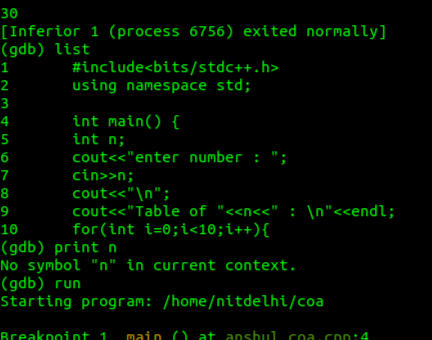 30
[Inferior 1 (process 6756) exited normally]
(gdb) list
1 #include<bits/stdc++.h>
2 using namespace std;
3
4 int main() {
5 int n;
6 cout<<"enter number : ";
7 cin>>n;
8 cout<<"\n";
9 cout<<"Table of "<<n<<" : \n"<<endl;
10 for(int i=0;i<10;i++){
(gdb) print n
No symbol "n" in current context.
(gdb) run
Starting program: /home/nitdelhi/coa
Breakpoint 1, main () at anshul_coa.cpp:4